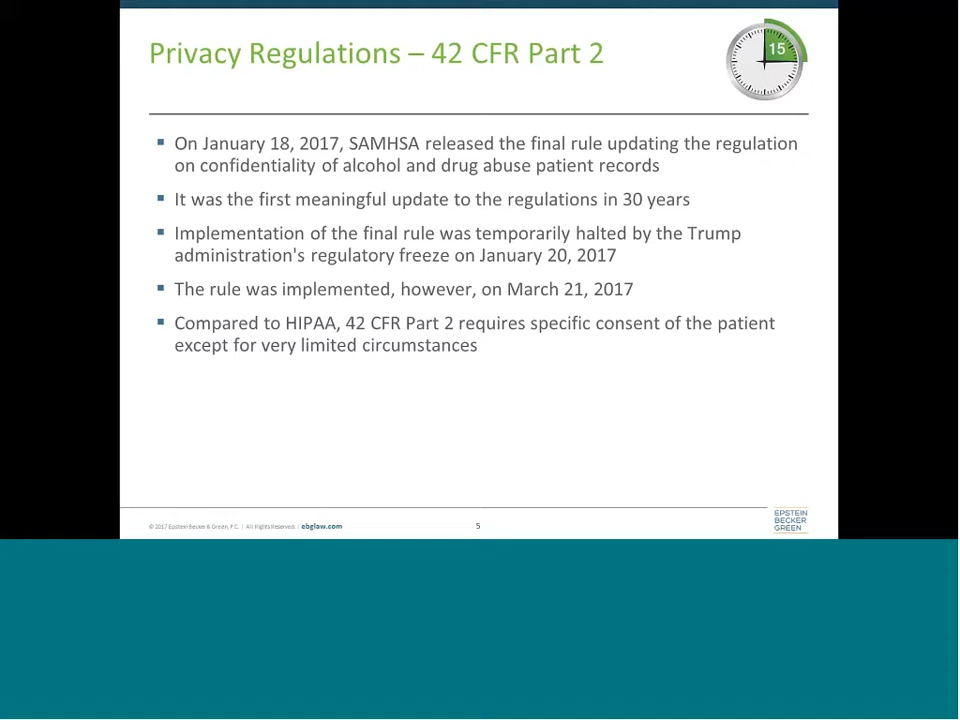 Privacy Regulations – 42 CFR Part 2
15
▪ On January 18, 2017, SAMHSA released the final rule updating the regulation
on confidentiality of alcohol and drug abuse patient records
▪ It was the first meaningful update to the regulations in 30 years
▪ Implementation of the final rule was temporarily halted by the Trump
administration's regulatory freeze on January 20, 2017
▪ The rule was implemented, however, on March 21, 2017
▪ Compared to HIPAA, 42 CFR Part 2 requires specific consent of the patient
except for very limited circumstances
© 2017 Epstein Becker & Green, P.C. | All Rights Reserved. | ebglaw.com
5
EPSTEIN
BECKER
GREEN